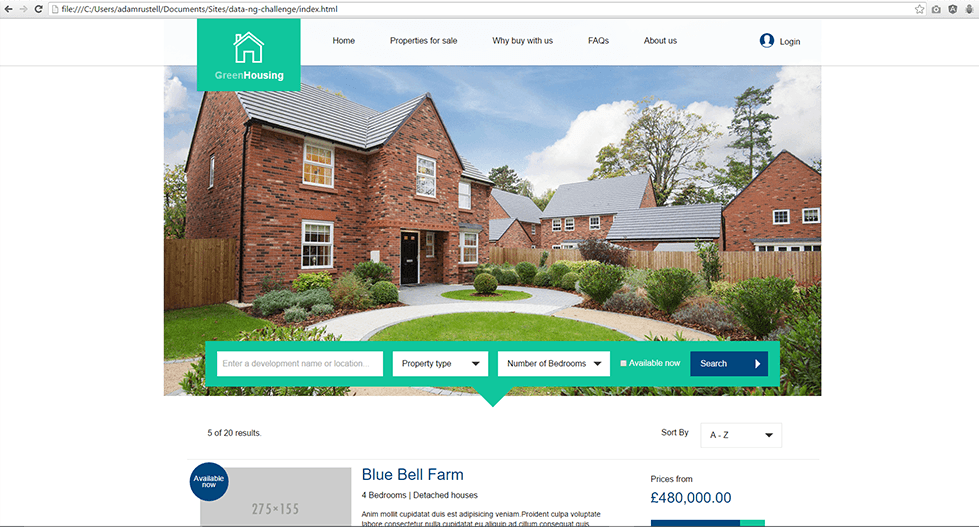 file:///C:/Users/adamrustell/Documents/Sites/data-ng-challenge/index.html
GreenHousing
Home
Properties for sale
Why buy with us
FAQs
About us
Login
Enter a development name or location...
Property type
Number of Bedrooms
Available now
Search
5 of 20 results.
Sort By
A - Z
Available
now
275×155
Blue Bell Farm
4 Bedrooms | Detached houses
Anim mollit cupidatat duis est adipisicing veniam.Proident culpa voluptate
labore consectetur nulla cupidatat eu aliquip ad cillum consequat quis
Prices from
£480,000.00